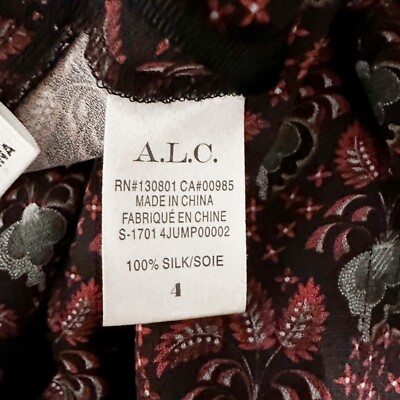 A.L.C.
RN#130801 CA#00985
MADE IN CHINA
FABRIQUÉ EN CHINE
S-1701 4JUMP00002
100% SILK/SOIE
4